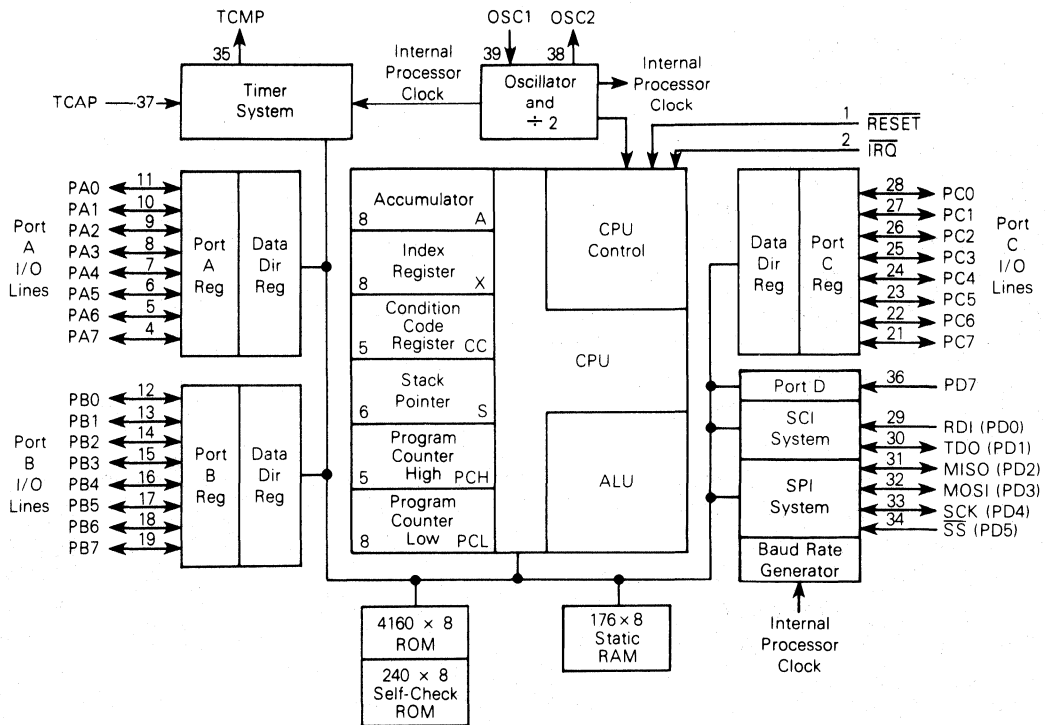 TCMP
35
OSC1
OSC2
39
38
Internal
Processor
Clock
Oscillator
and
÷ 2
Internal
Processor
Clock
TCAP
37
Timer
System
1
RESET
2
IRQ
Port
A
I/O
Lines
PA0
11
PA1
10
PA2
9
PA3
8
PA4
7
PA5
6
PA6
5
PA7
4
Port
A
Reg
Data
Dir
Reg
Port
B
I/O
Lines
PB0
12
PB1
13
PB2
14
PB3
15
PB4
16
PB5
17
PB6
18
PB7
19
Port
B
Reg
Data
Dir
Reg
Accumulator
8 A
Index
Register
8 X
Condition
Code
Register CC
5
Stack
Pointer
6 S
Program
Counter
High PCH
5
Program
Counter
Low PCL
8
CPU
Control
CPU
ALU
Data
Dir
Reg
Port
C
Reg
28
PC0
27
PC1
26
PC2
25
PC3
24
PC4
23
PC5
22
PC6
21
PC7
Port
C
I/O
Lines
Port D
36
PD7
SCI
System
29
RDI (PD0)
30
TDO (PD1)
SPI
System
31
MISO (PD2)
32
MOSI (PD3)
33
SCK (PD4)
34
SS (PD5)
Baud Rate
Generator
Internal
Processor
Clock
4160 × 8
ROM
240 × 8
Self-Check
ROM
176 × 8
Static
RAM